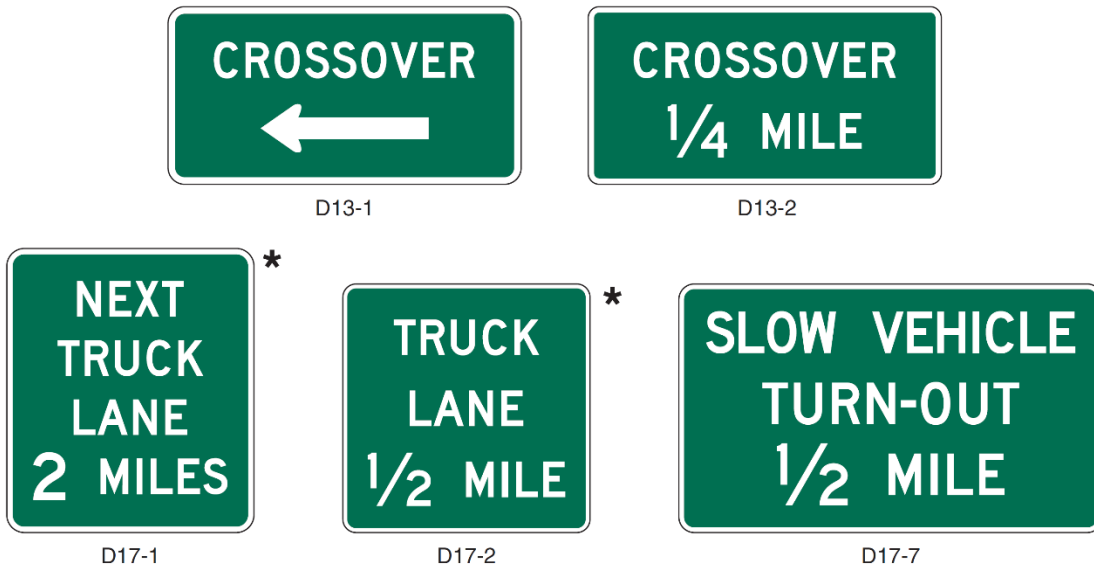 CROSSOVER
D13-1
CROSSOVER
1/4 MILE
D13-2
NEXT
TRUCK
LANE
2 MILES
*
D17-1
TRUCK
LANE
1/2 MILE
*
D17-2
SLOW VEHICLE
TURN-OUT
1/2 MILE
D17-7